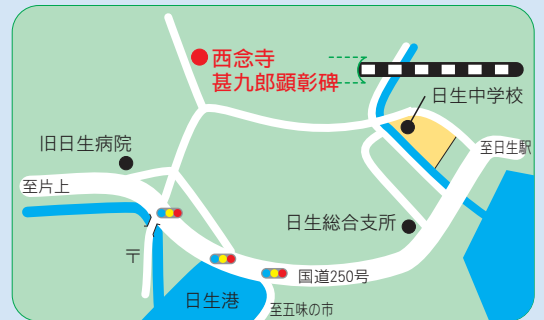 西念寺
甚九郎顕彰碑
日生中学校
旧日生病院
至日生駅
至片上
日生総合支所
〒
国道250号
日生港
至五味の市